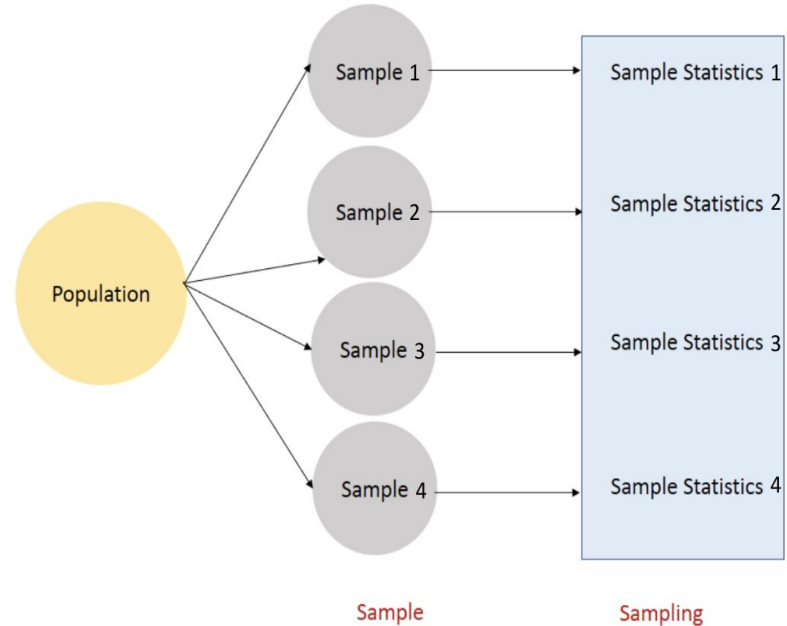 Sample 1
Sample Statistics 1
Sample 2
Sample Statistics 2
Population
Sample 3
Sample Statistics 3
Sample 4
Sample Statistics 4
Sample
Sampling